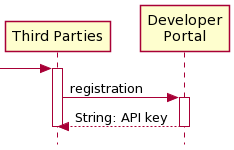 Third Parties
Developer
Portal
registration
String: API key